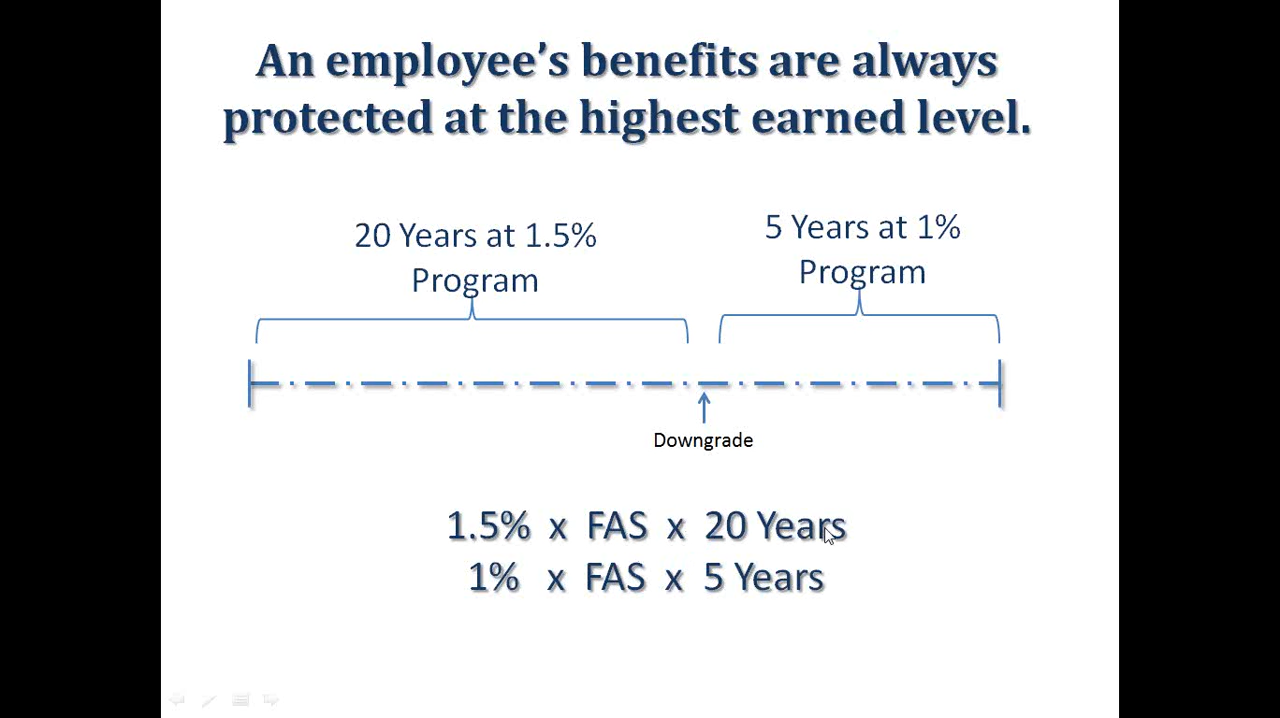 An employee's benefits are always
protected at the highest earned level.
20 Years at 1.5%
Program
5 Years at 1%
Program
Downgrade
1.5% x FAS x 20 Years
1% x FAS x 5 Years